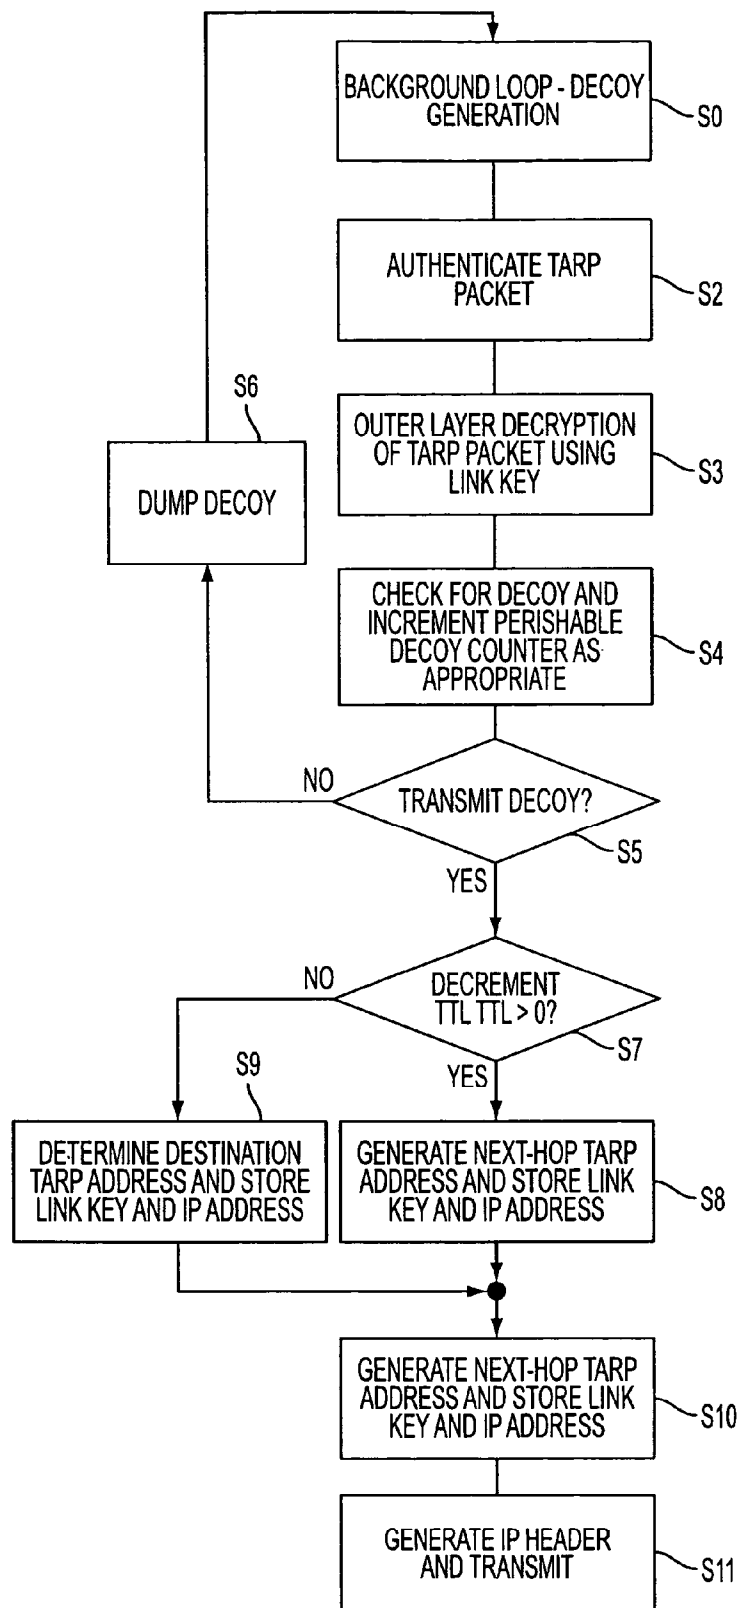 BACKGROUND LOOP - DECOY
GENERATION
S0
AUTHENTICATE TARP
PACKET
S2
OUTER LAYER DECRYPTION
OF TARP PACKET USING
LINK KEY
S3
S6
DUMP DECOY
CHECK FOR DECOY AND
INCREMENT PERISHABLE
DECOY COUNTER AS
APPROPRIATE
S4
NO
TRANSMIT DECOY?
S5
YES
NO
DECREMENT
TTL TTL > 0?
S7
YES
S9
DETERMINE DESTINATION
TARP ADDRESS AND STORE
LINK KEY AND IP ADDRESS
GENERATE NEXT-HOP TARP
ADDRESS AND STORE LINK
KEY AND IP ADDRESS
S8
GENERATE NEXT-HOP TARP
ADDRESS AND STORE LINK
KEY AND IP ADDRESS
S10
GENERATE IP HEADER
AND TRANSMIT
S11